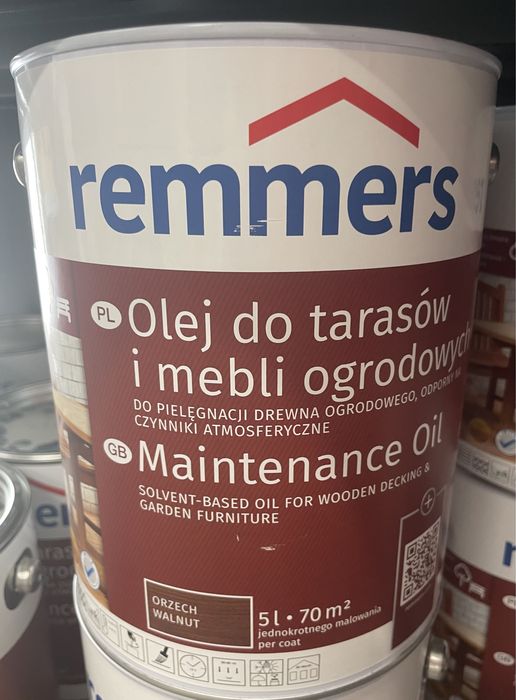 remmers
PL Olej do tarasów
i mebli ogrodowych
DO PIELĘGNACJI DREWNA OGRODOWEGO, ODPORNY NA
CZYNNIKI ATMOSFERYCZNE
GB Maintenance Oil
SOLVENT-BASED OIL FOR WOODEN DECKING &
GARDEN FURNITURE
ORZECH
WALNUT
5 l • 70 m²
jednokrotnego malowania
per coat